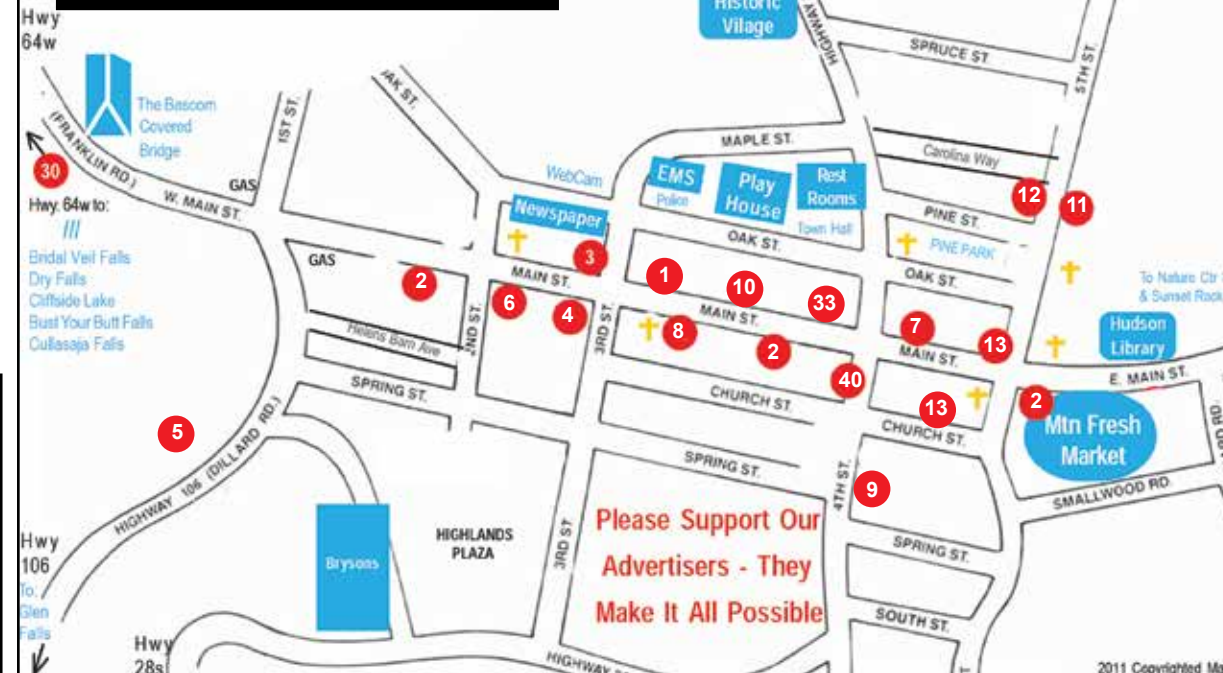 Hwy
64w
Historic
Village
HIGHWAY
SPRUCE ST.
5TH ST.
The Bascom
Covered
Bridge
1ST ST.
MAPLE ST.
Carolina Way
(FRANKLIN RD.)
30
GAS
W. MAIN ST.
WebCam
EMS
Police
Play
House
Rest
Rooms
Town Hall
12
11
PINE ST.
Newspaper
OAK ST.
PINE PARK
Hwy. 64w to:
Bridal Veil Falls
Dry Falls
Cliffside Lake
Bust Your Butt Falls
Cullasaja Falls
GAS
2
MAIN ST.
3
1
10
33
OAK ST.
To Nature Ctr
& Sunset Rock
6
4
8
MAIN ST.
2
7
MAIN ST.
13
Hudson
Library
Helens Barn Ave
2ND ST.
3RD ST.
40
E. MAIN ST.
SPRING ST.
CHURCH ST.
13
2
Mtn Fresh
Market
5
CHURCH ST.
HIGHWAY 106 (DILLARD RD.)
SPRING ST.
4TH ST.
9
SMALLWOOD RD.
HIGHLANDS
PLAZA
3RD ST
Please Support Our
Advertisers - They
Make It All Possible
SPRING ST.
Brysons
Hwy
106
To:
Glen
Falls
SOUTH ST.
Hwy
28s
HIGHWAY
2011 Copyrighted